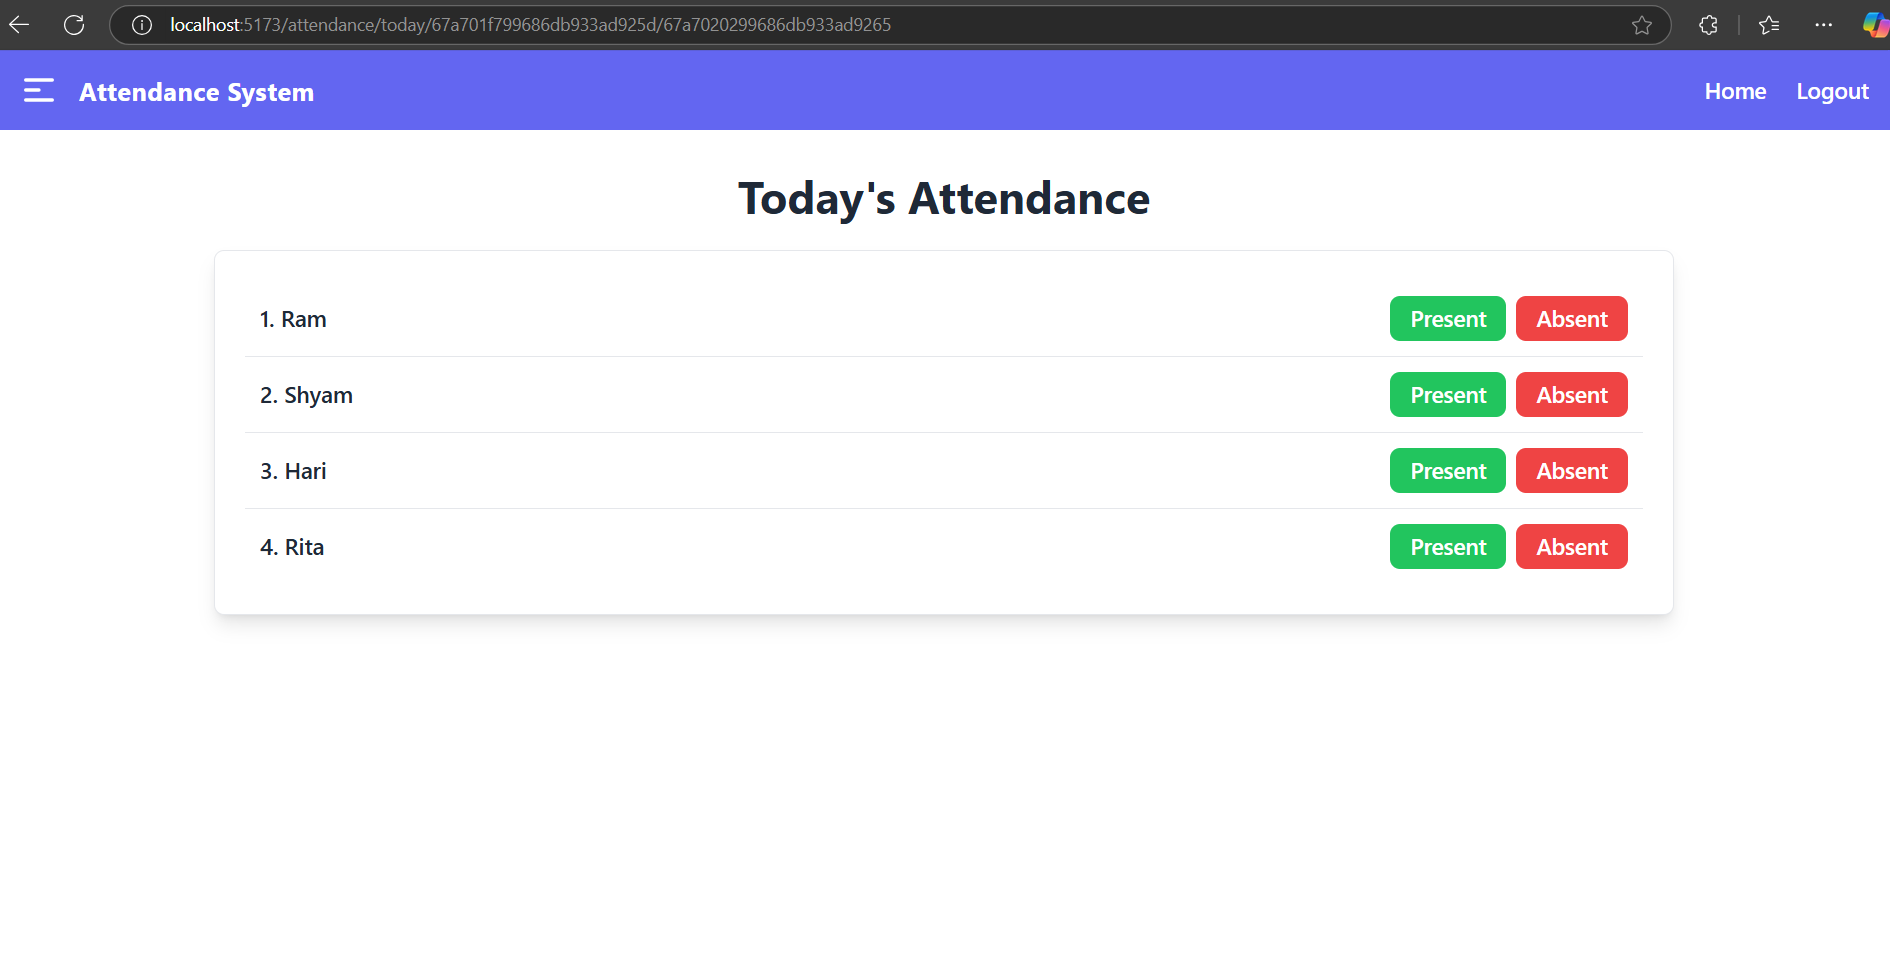 localhost:5173/attendance/today/67a701f799686db933ad925d/67a7020299686db933ad9265
Attendance System Home Logout
Today's Attendance
1. Ram Present Absent
2. Shyam Present Absent
3. Hari Present Absent
4. Rita Present Absent